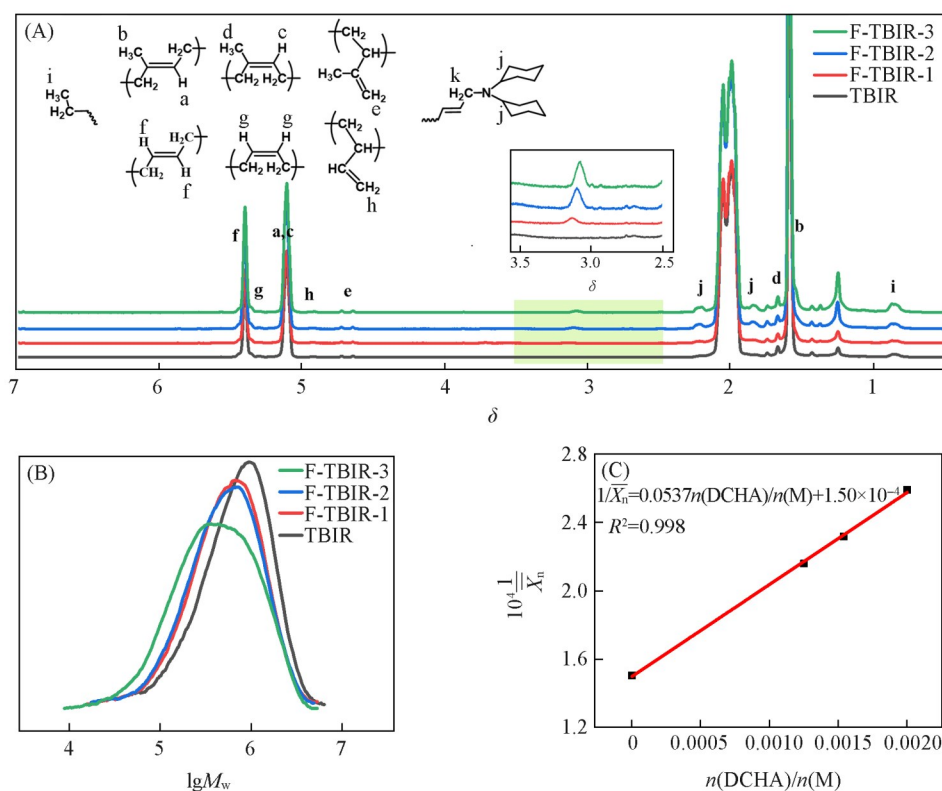 (A)
F-TBIR-3
F-TBIR-2
F-TBIR-1
TBIR
b
H₃C
H₂C
CH₂
H
a
d
c
H₃C
H
CH₂ H₂C
CH₂
CH
H₃C
CH₂
e
i
H₃C
H₂C
f
H
H₂C
CH₂
H
f
g
g
H
H
CH₂ H₂C
CH₂
CH
HC
CH₂
h
j
k
H₂C
N
j
3.5
3.0
2.5
δ
f
g
a,c
h
e
j
j
d
b
i
7
6
5
4
3
2
1
δ
(B)
F-TBIR-3
F-TBIR-2
F-TBIR-1
TBIR
4
5
6
7
lgMw
(C)
1/X̅n=0.0537n(DCHA)/n(M)+1.50×10⁻⁴
R²=0.998
2.8
2.4
2.0
1.6
1.2
10⁴ 1/X̅n
0
0.0005
0.0010
0.0015
0.0020
n(DCHA)/n(M)